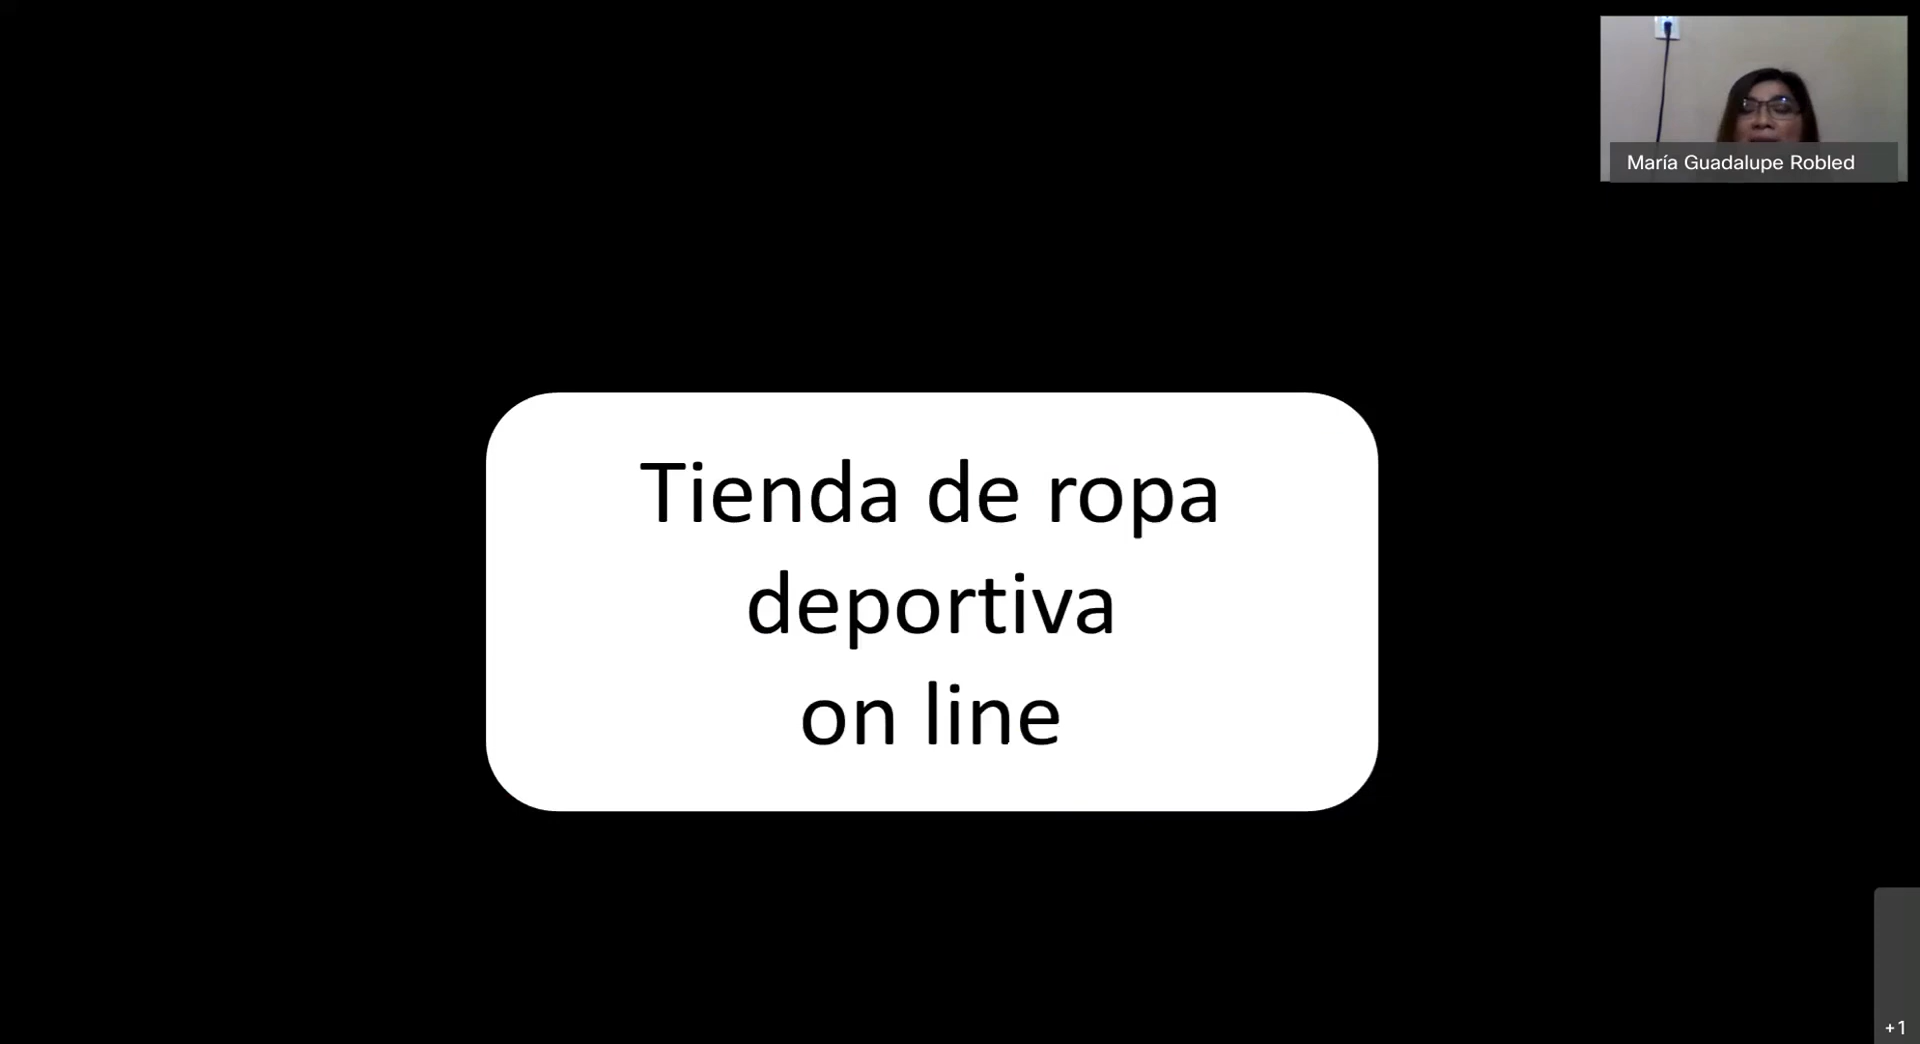 María Guadalupe Robled
Tienda de ropa
deportiva
on line
+1